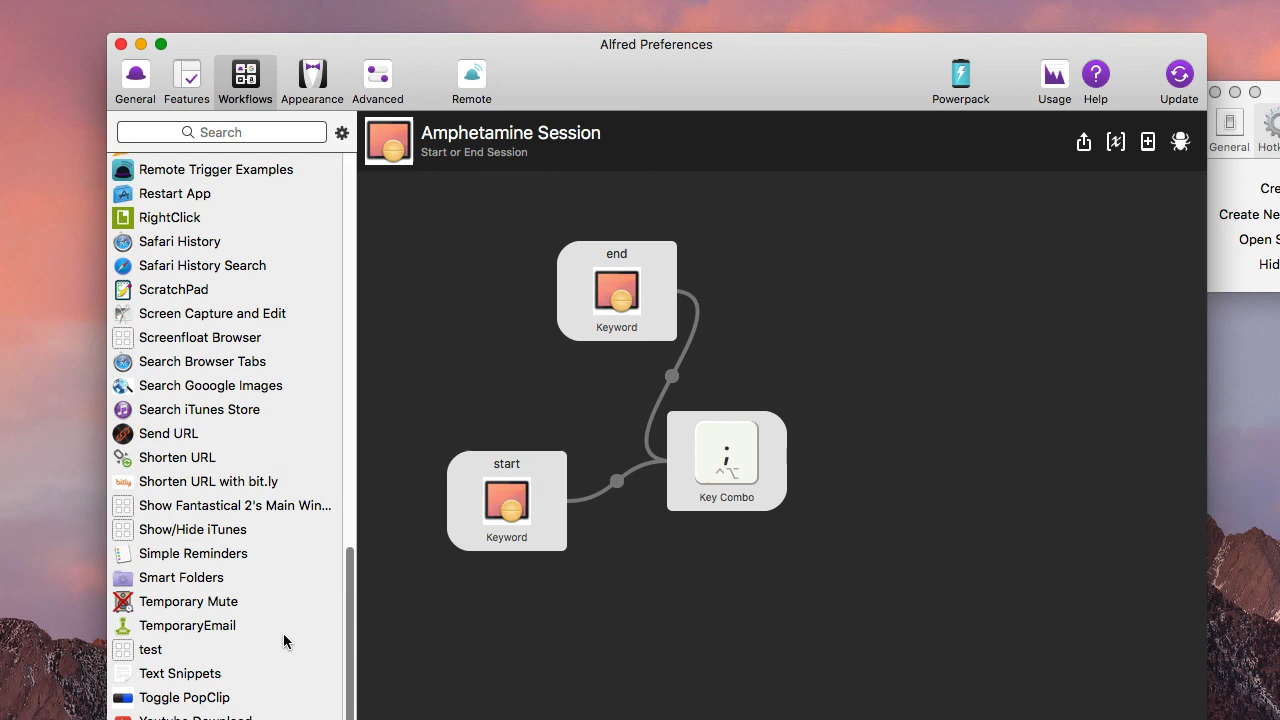 Alfred Preferences
General
Features
Workflows
Appearance
Advanced
Remote
Powerpack
Usage
Help
Update
Search
Amphetamine Session
Start or End Session
Remote Trigger Examples
Restart App
RightClick
Safari History
Safari History Search
ScratchPad
Screen Capture and Edit
Screenfloat Browser
Search Browser Tabs
Search Gooogle Images
Search iTunes Store
Send URL
Shorten URL
bitly
Shorten URL with bit.ly
Show Fantastical 2's Main Win...
Show/Hide iTunes
Simple Reminders
Smart Folders
Temporary Mute
TemporaryEmail
test
Text Snippets
Toggle PopClip
Youtube Download
end
Keyword
start
Keyword
;
⌃⌥
Key Combo
General
Hotk
Cre
Create Ne
Open S
Hid